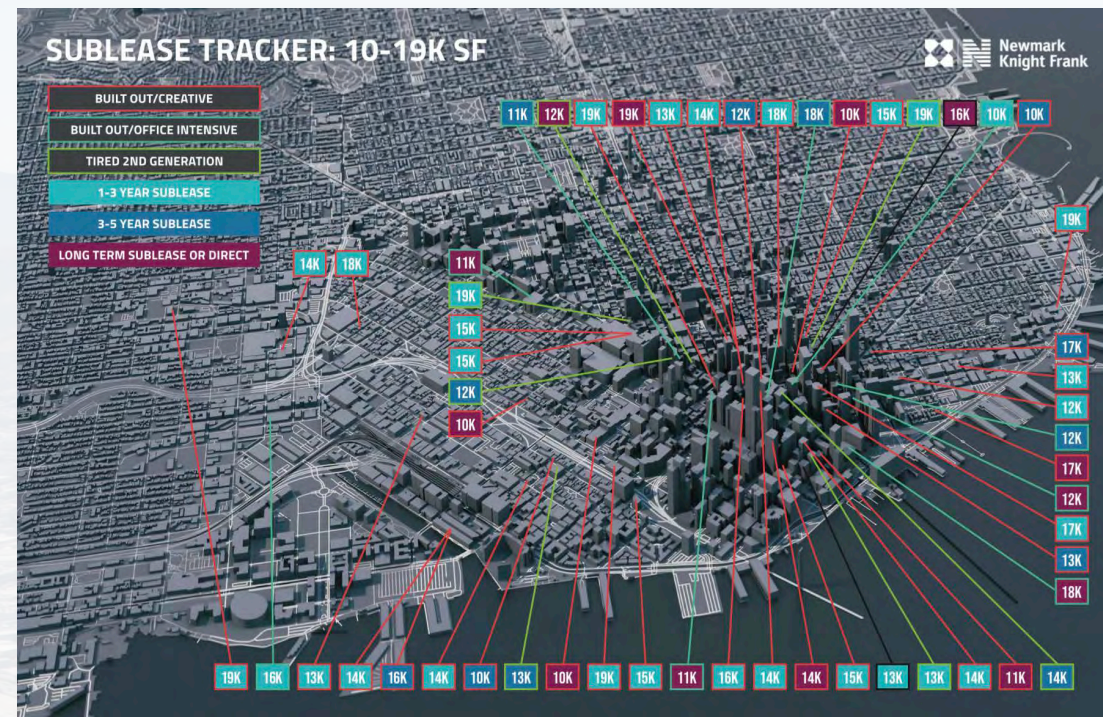 SUBLEASE TRACKER: 10-19K SF
Newmark
Knight Frank
BUILT OUT/CREATIVE
BUILT OUT/OFFICE INTENSIVE
TIRED 2ND GENERATION
1-3 YEAR SUBLEASE
3-5 YEAR SUBLEASE
LONG TERM SUBLEASE OR DIRECT
11K 12K 19K 19K 13K 14K 12K 18K 18K 10K 15K 19K 16K 10K 10K
19K
14K 18K
11K
19K
15K
15K
12K
10K
17K
13K
12K
12K
17K
12K
17K
13K
18K
19K 16K 13K 14K 16K 14K 10K 13K 10K 19K 15K 11K 16K 14K 14K 15K 13K 13K 14K 11K 14K